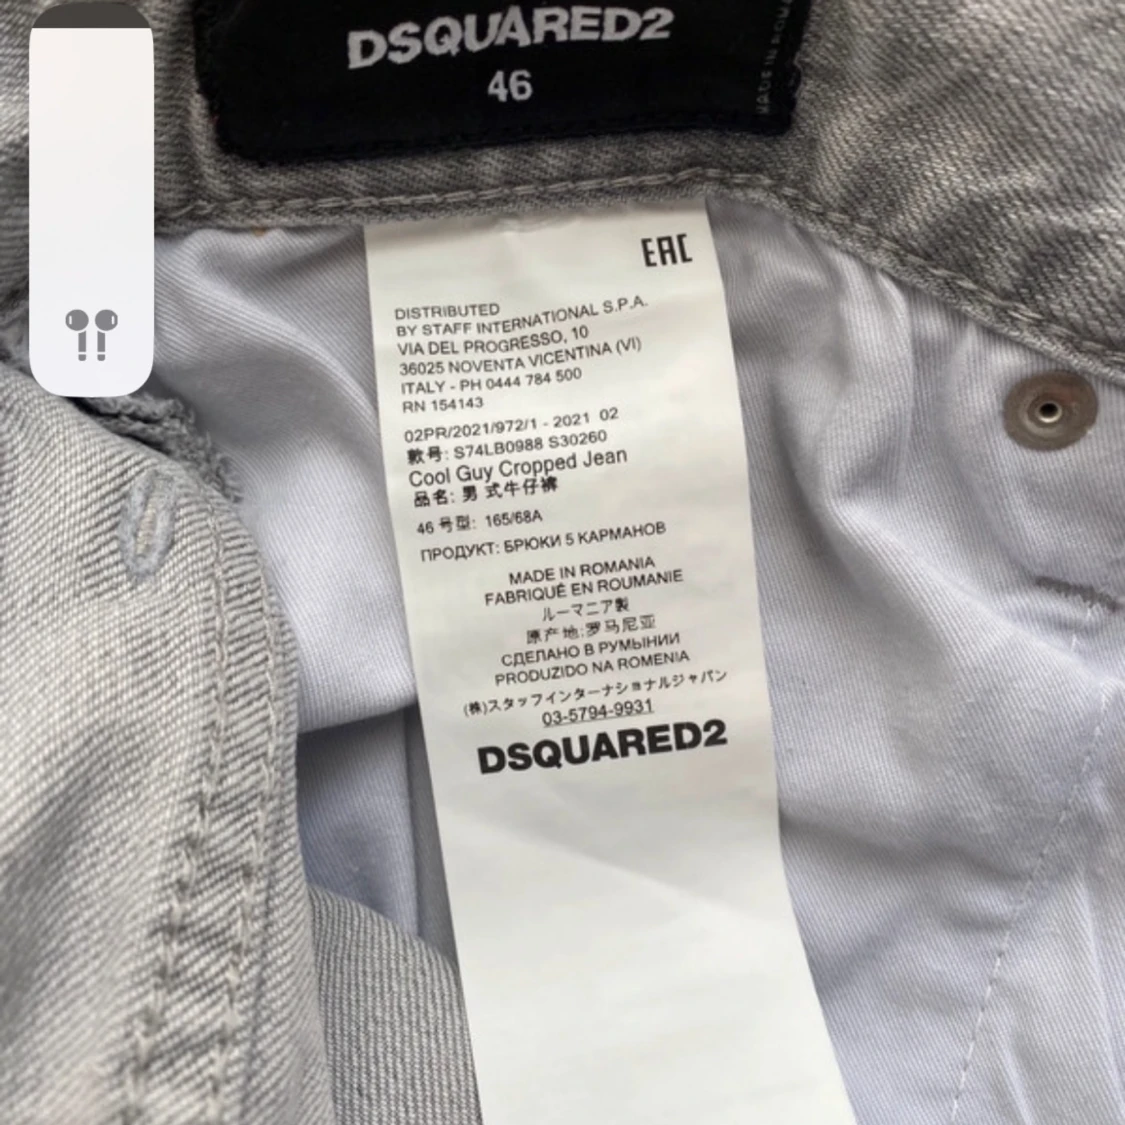 DSQUARED2
46
MADE IN ROMANIA
EAC
DISTRIBUTED
BY STAFF INTERNATIONAL S.P.A.
VIA DEL PROGRESSO, 10
36025 NOVENTA VICENTINA (VI)
ITALY - PH 0444 784 500
RN 154143
02PR/2021/972/1 - 2021 02
款号: S74LB0988 S30260
Cool Guy Cropped Jean
品名: 男 式牛仔裤
46 号型: 165/68A
ПРОДУКТ: БРЮКИ 5 КАРМАНОВ
MADE IN ROMANIA
FABRIQUÉ EN ROUMANIE
ルーマニア製
原产地:罗马尼亚
СДЕЛАНО В РУМЫНИИ
PRODUZIDO NA ROMENIA
(株)スタッフインターナショナルジャパン
03-5794-9931
DSQUARED2